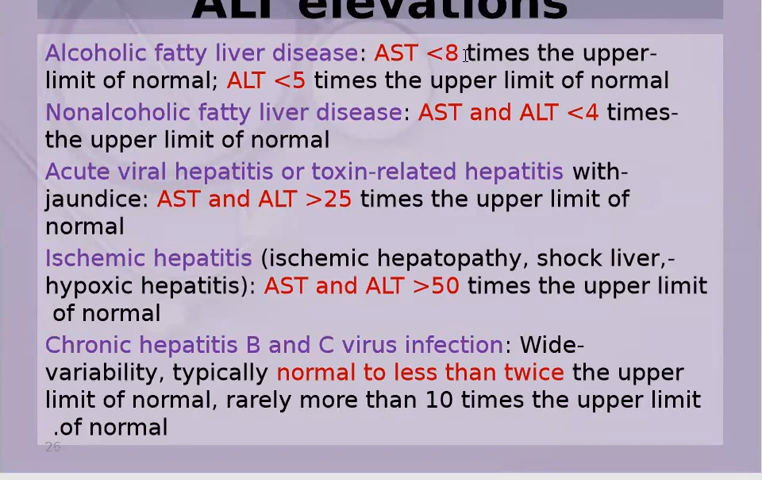 ALT elevations
Alcoholic fatty liver disease: AST <8 times the upper-
limit of normal; ALT <5 times the upper limit of normal
Nonalcoholic fatty liver disease: AST and ALT <4 times-
the upper limit of normal
Acute viral hepatitis or toxin-related hepatitis with-
jaundice: AST and ALT >25 times the upper limit of
normal
Ischemic hepatitis (ischemic hepatopathy, shock liver,-
hypoxic hepatitis): AST and ALT >50 times the upper limit
of normal
Chronic hepatitis B and C virus infection: Wide-
variability, typically normal to less than twice the upper
limit of normal, rarely more than 10 times the upper limit
.of normal
26